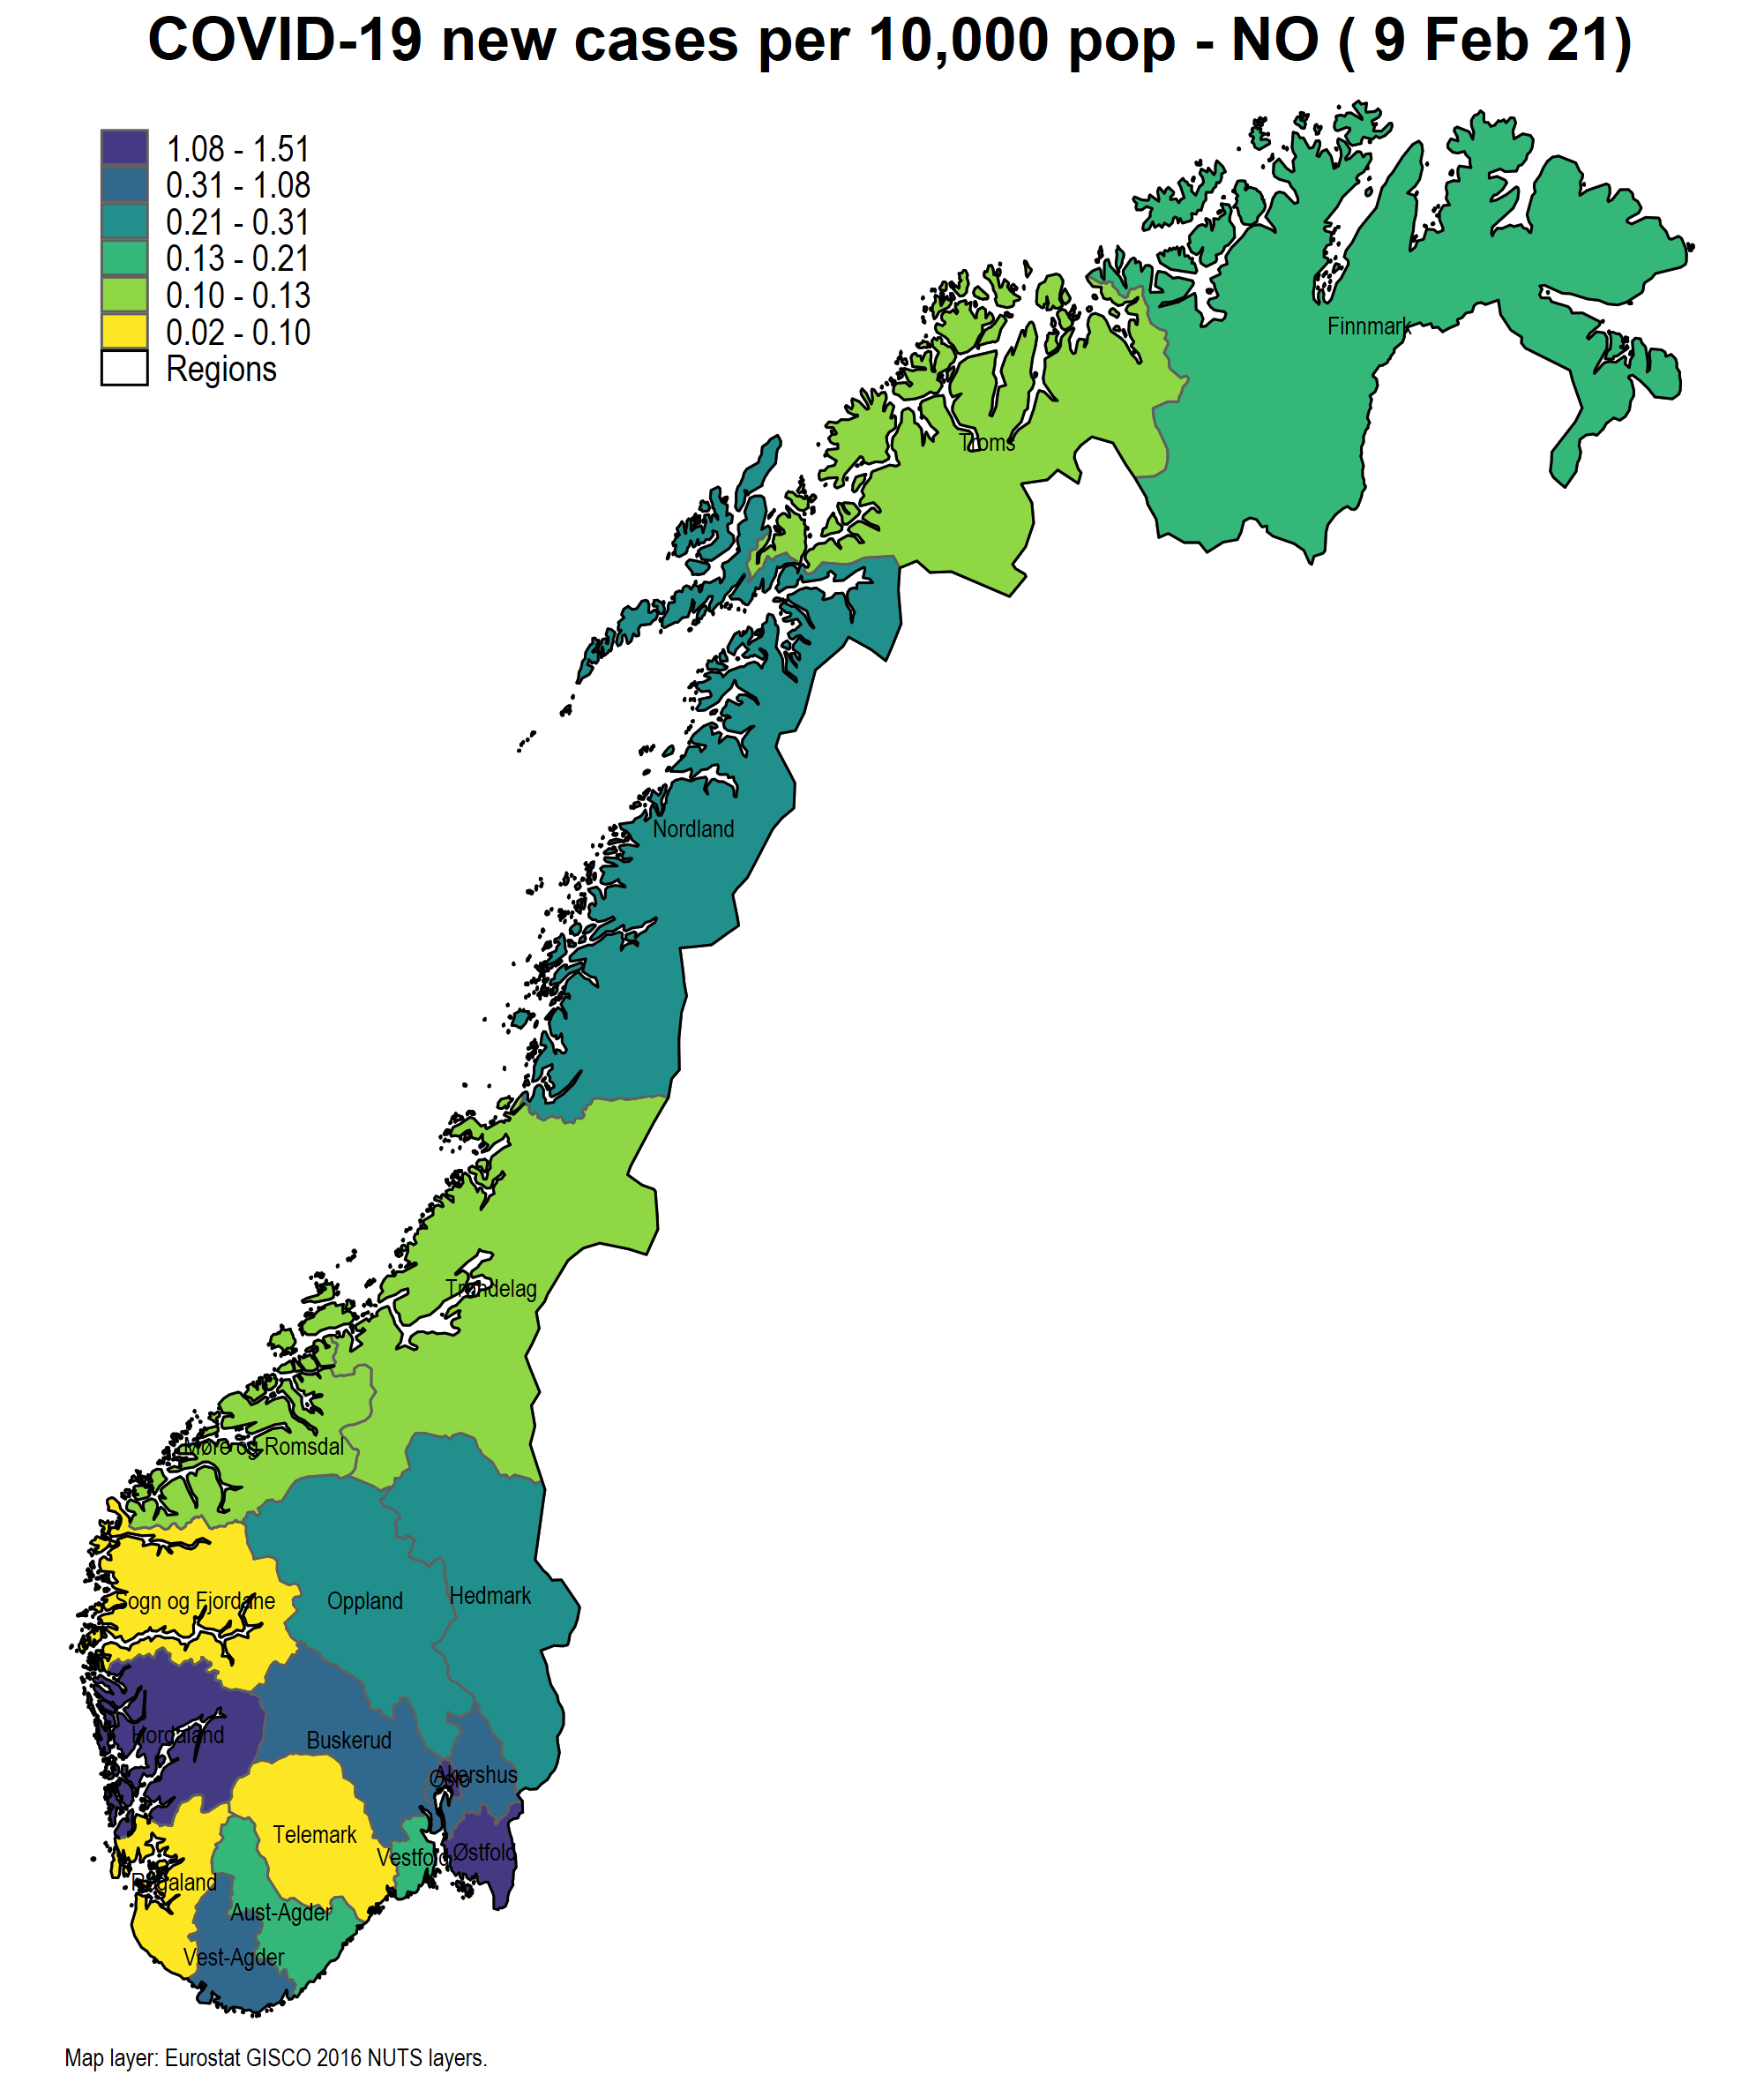 COVID-19 new cases per 10,000 pop - NO ( 9 Feb 21)
1.08 - 1.51
0.31 - 1.08
0.21 - 0.31
0.13 - 0.21
0.10 - 0.13
0.02 - 0.10
Regions
Finnmark
Troms
Nordland
Trøndelag
Møre og Romsdal
Sogn og Fjordane
Oppland
Hedmark
Hordaland
Buskerud
Oslo
Akershus
Telemark
Vestfold
Østfold
Rogaland
Aust-Agder
Vest-Agder
Map layer: Eurostat GISCO 2016 NUTS layers.